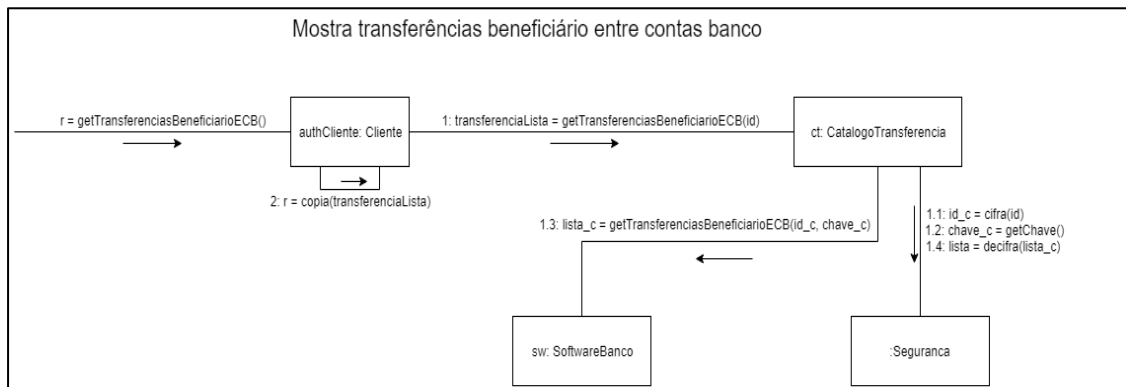 Mostra transferências beneficiário entre contas banco
r = getTransferenciasBeneficiarioECB()
authCliente: Cliente
1: transferenciaLista = getTransferenciasBeneficiarioECB(id)
ct: CatalogoTransferencia
2: r = copia(transferenciaLista)
1.3: lista_c = getTransferenciasBeneficiarioECB(id_c, chave_c)
1.1: id_c = cifra(id)
1.2: chave_c = getChave()
1.4: lista = decifra(lista_c)
sw: SoftwareBanco
:Seguranca